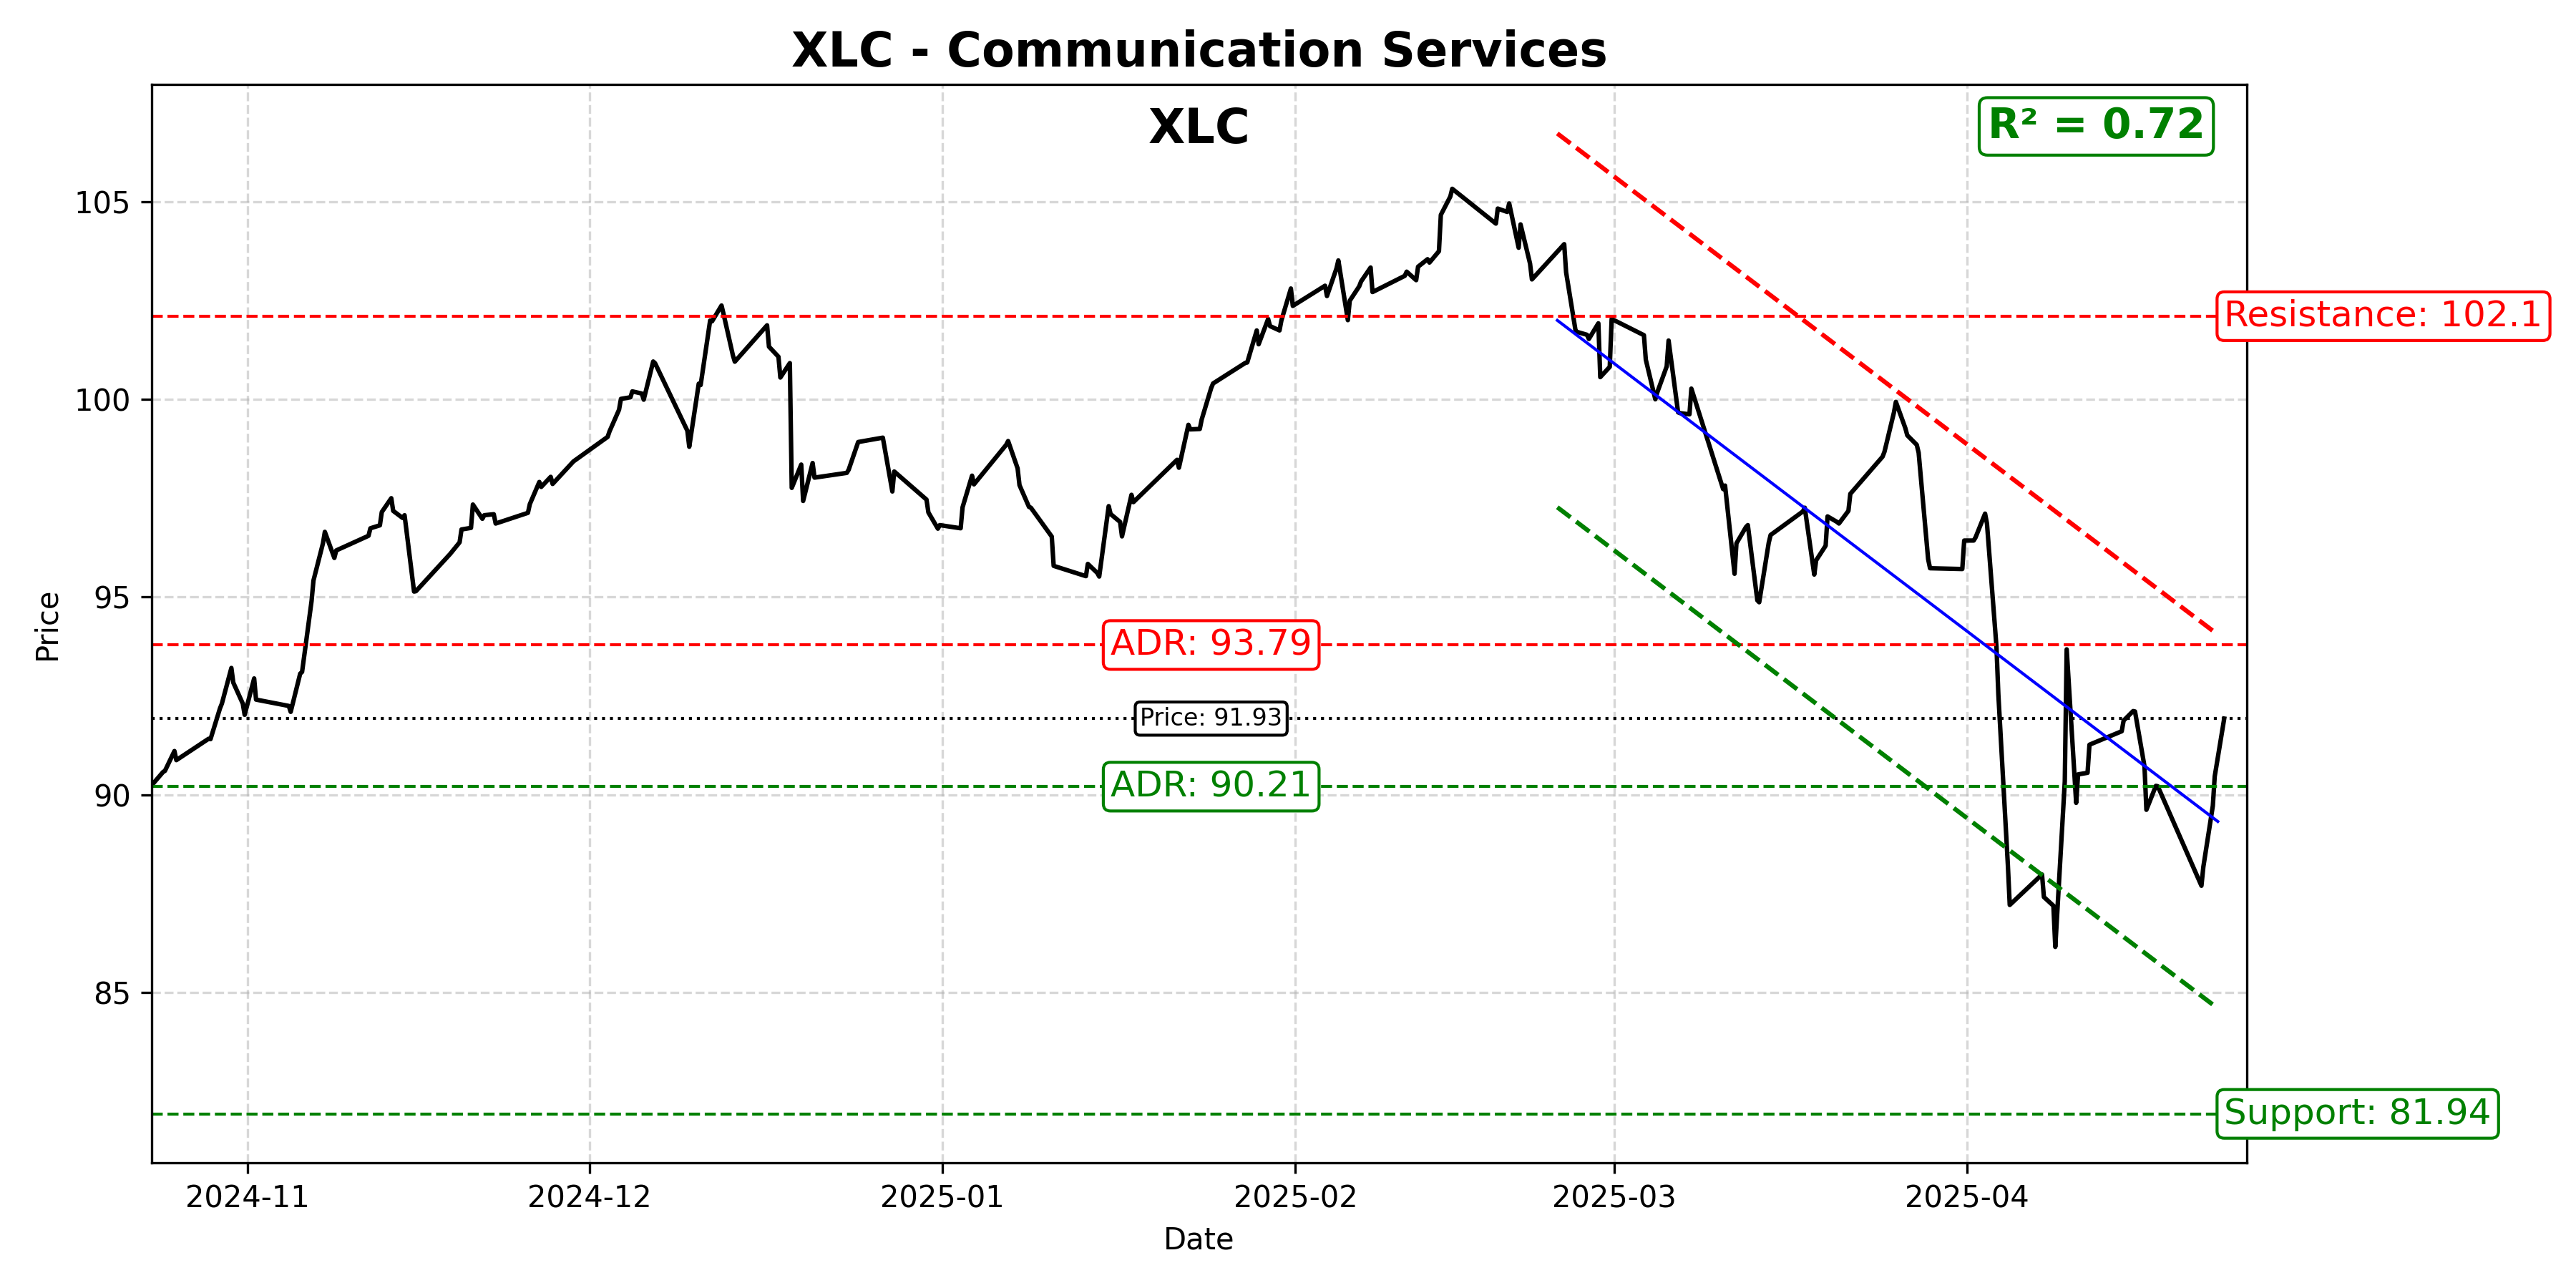 XLC - Communication Services
XLC
R² = 0.72
105
Resistance: 102.1
100
95
ADR: 93.79
Price: 91.93
ADR: 90.21
90
85
Support: 81.94
Price
2024-11
2024-12
2025-01
2025-02
2025-03
2025-04
Date